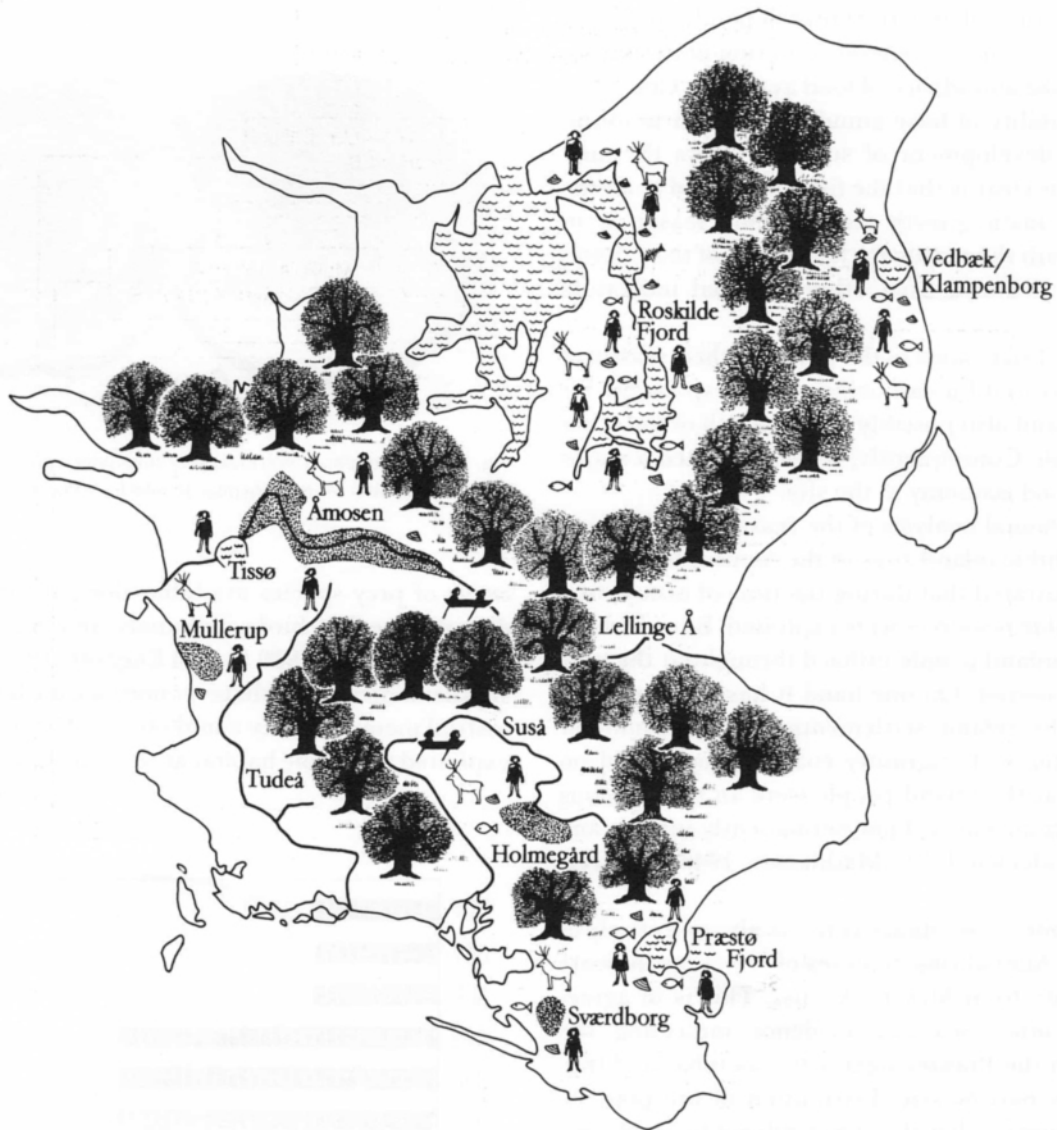 Vedbæk/
Klampenborg
Roskilde
Fjord
Åmosen
Tissø
Mullerup
Lellinge Å
Suså
Tudeå
Holmegård
Præstø
Fjord
Sværdborg